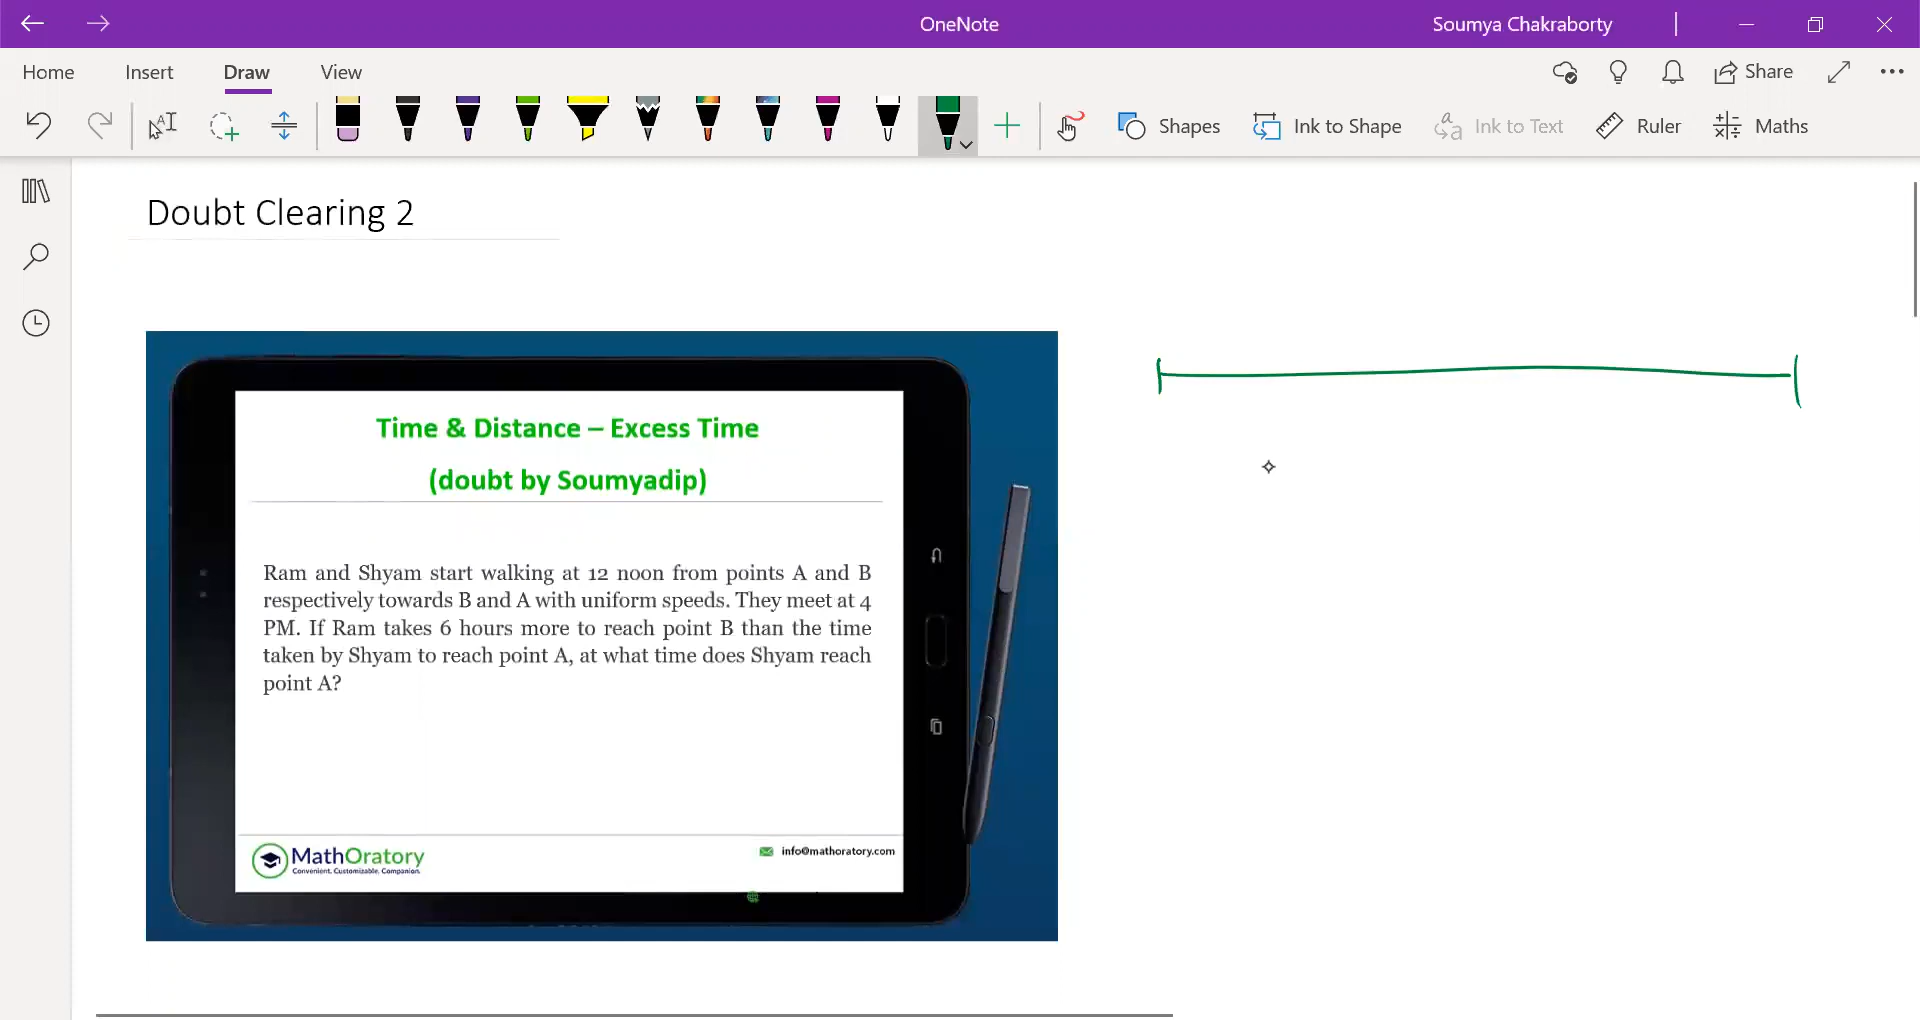 OneNote
Soumya Chakraborty
Home Insert Draw View
Share
Shapes Ink to Shape Ink to Text Ruler Maths
Doubt Clearing 2
Time & Distance – Excess Time
(doubt by Soumyadip)
Ram and Shyam start walking at 12 noon from points A and B
respectively towards B and A with uniform speeds. They meet at 4
PM. If Ram takes 6 hours more to reach point B than the time
taken by Shyam to reach point A, at what time does Shyam reach
point A?
MathOratory
Convenient. Customizable. Companion.
info@mathoratory.com